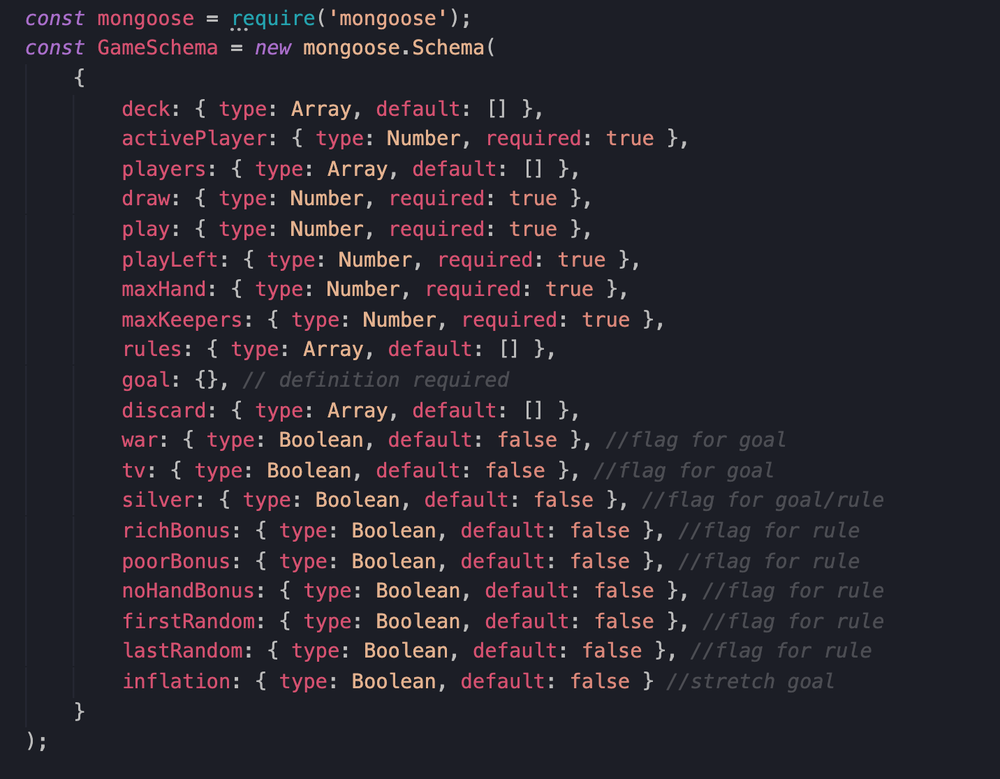 const mongoose = require('mongoose');
const GameSchema = new mongoose.Schema(
    {
        deck: { type: Array, default: [] },
        activePlayer: { type: Number, required: true },
        players: { type: Array, default: [] },
        draw: { type: Number, required: true },
        play: { type: Number, required: true },
        playLeft: { type: Number, required: true },
        maxHand: { type: Number, required: true },
        maxKeepers: { type: Number, required: true },
        rules: { type: Array, default: [] },
        goal: {}, // definition required
        discard: { type: Array, default: [] },
        war: { type: Boolean, default: false }, //flag for goal
        tv: { type: Boolean, default: false }, //flag for goal
        silver: { type: Boolean, default: false }, //flag for goal/rule
        richBonus: { type: Boolean, default: false }, //flag for rule
        poorBonus: { type: Boolean, default: false }, //flag for rule
        noHandBonus: { type: Boolean, default: false }, //flag for rule
        firstRandom: { type: Boolean, default: false }, //flag for rule
        lastRandom: { type: Boolean, default: false }, //flag for rule
        inflation: { type: Boolean, default: false } //stretch goal
    }
);